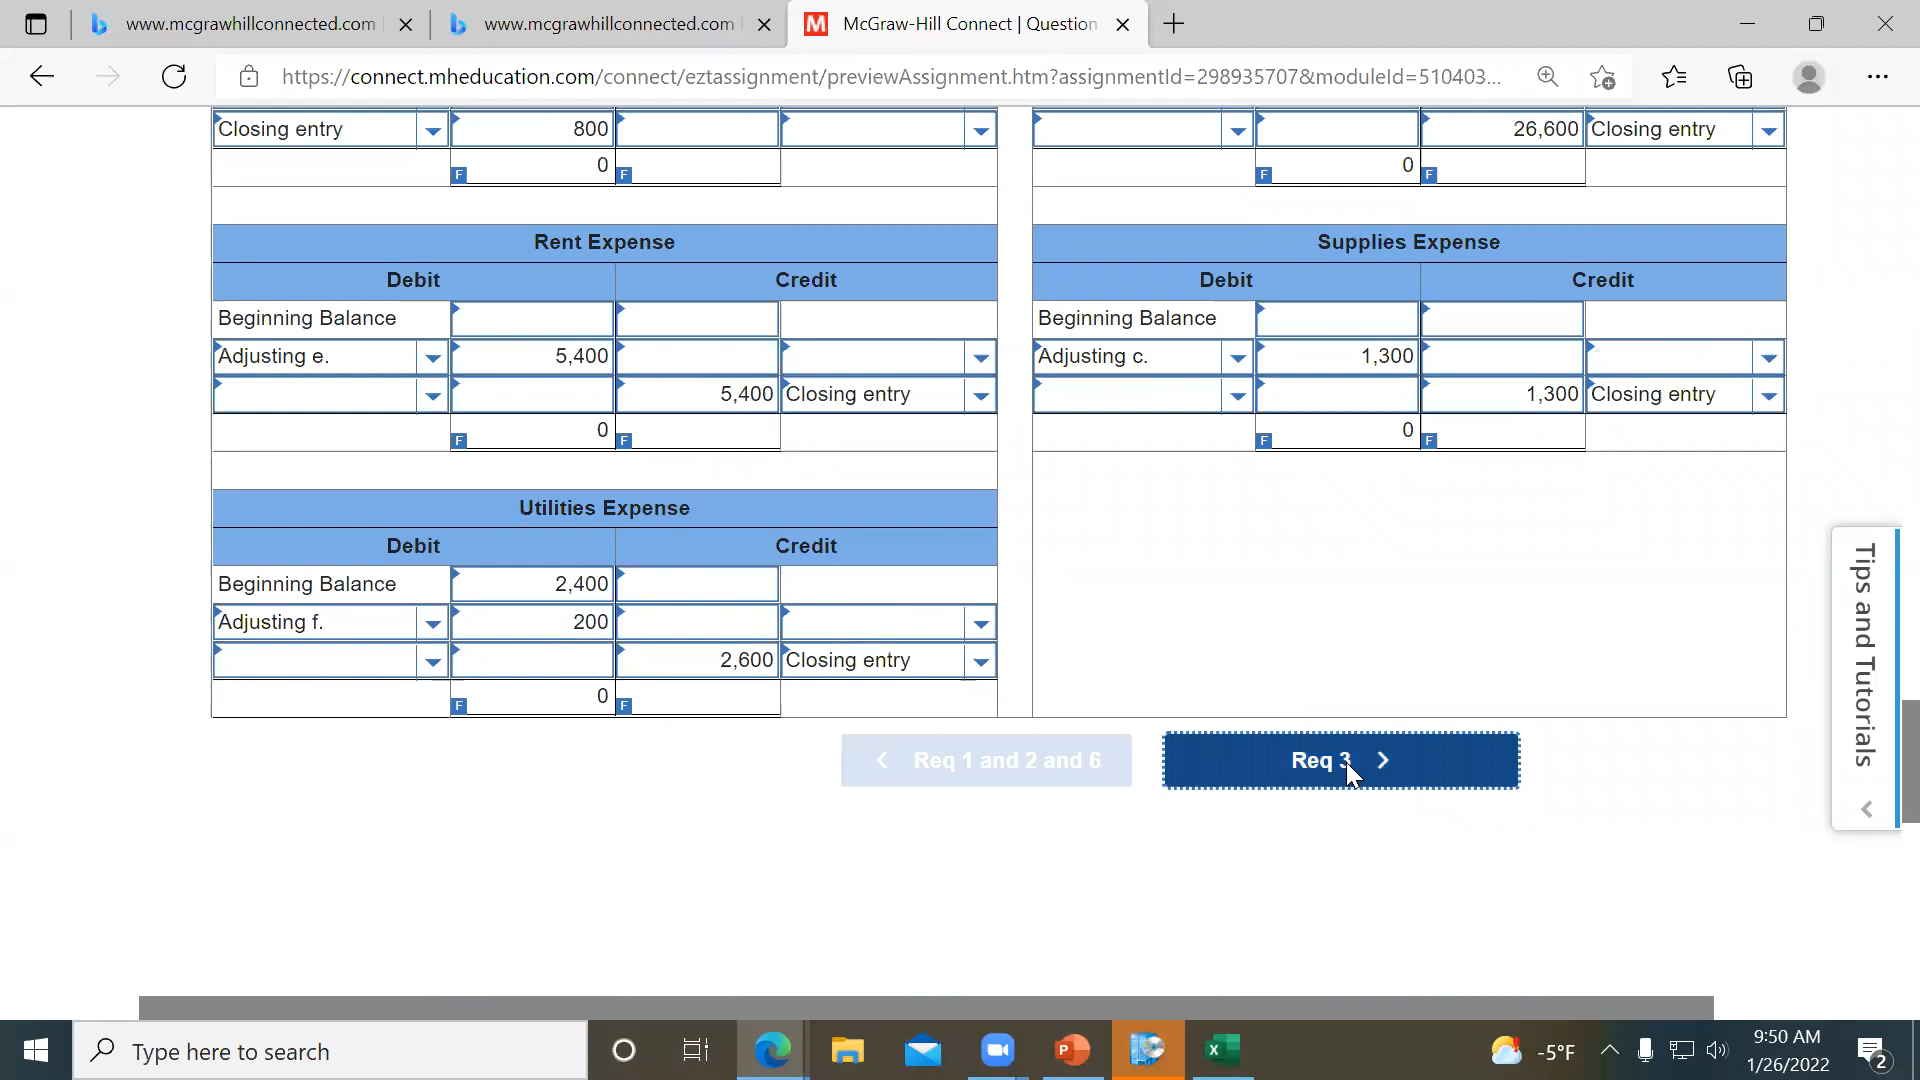 www.mcgrawhillconnected.com
www.mcgrawhillconnected.com
M McGraw-Hill Connect | Question
https://connect.mheducation.com/connect/eztassignment/previewAssignment.htm?assignmentId=298935707&moduleId=510403...
Closing entry 800
26,600 Closing entry
F 0 F
F 0 F
Rent Expense
Debit Credit
Beginning Balance
Adjusting e. 5,400
5,400 Closing entry
F 0 F
Supplies Expense
Debit Credit
Beginning Balance
Adjusting c. 1,300
1,300 Closing entry
F 0 F
Utilities Expense
Debit Credit
Beginning Balance 2,400
Adjusting f. 200
2,600 Closing entry
F 0 F
Req 1 and 2 and 6
Req 3
Tips and Tutorials
Type here to search
P
X
-5°F
9:50 AM
1/26/2022
2